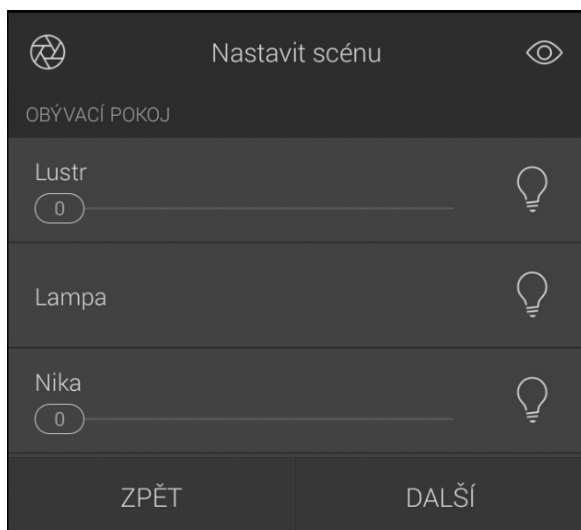 Nastavit scénu
OBÝVACÍ POKOJ
Lustr
0
Lampa
Nika
0
ZPĚT DALŠÍ